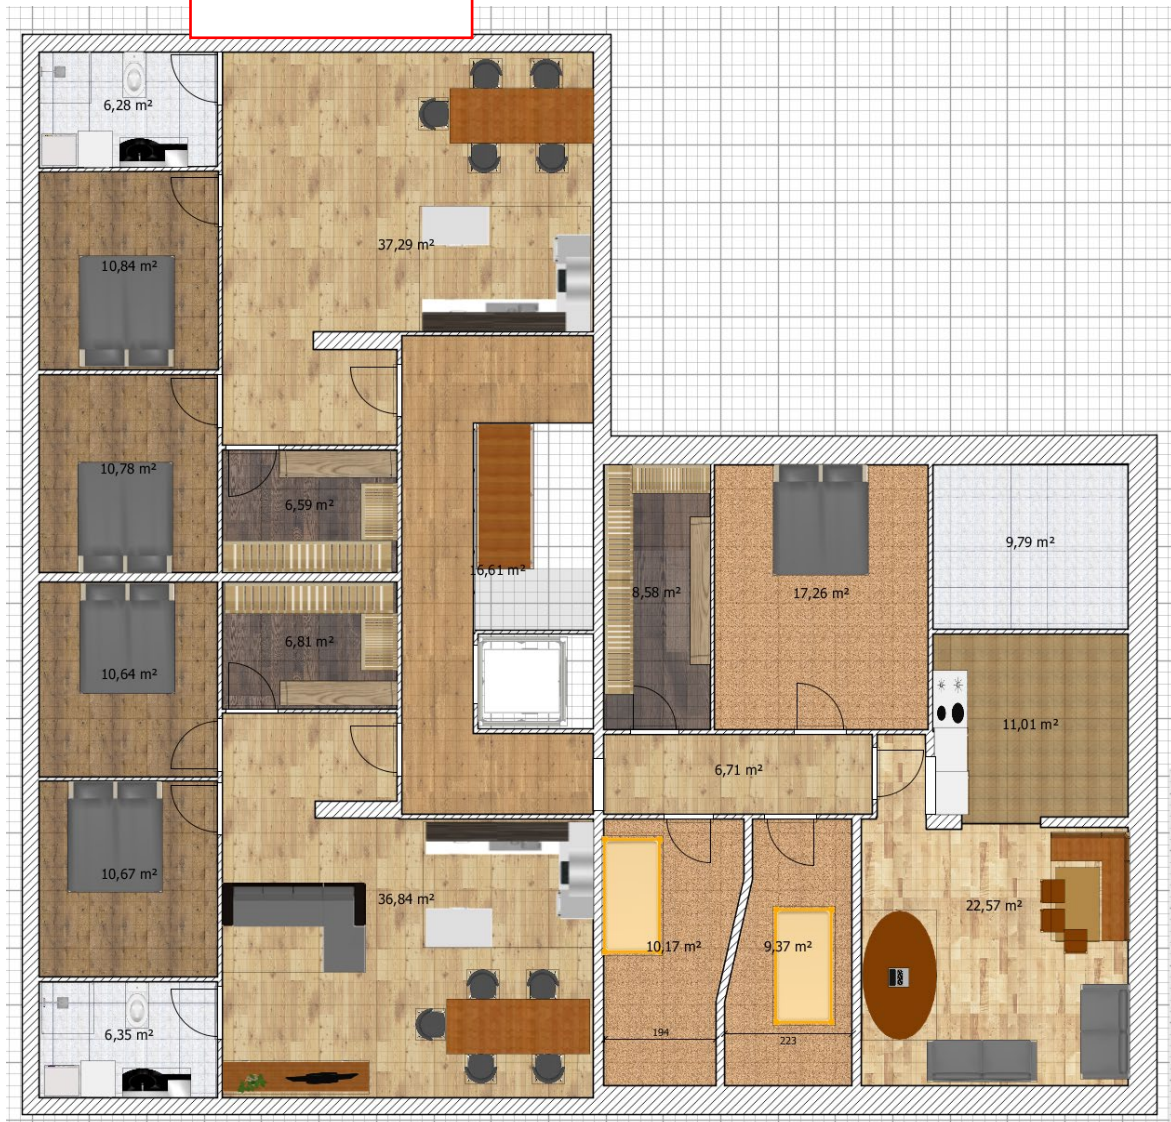 6,28 m²
37,29 m²
10,84 m²
10,78 m²
6,59 m²
16,61 m²
8,58 m²
17,26 m²
9,79 m²
10,64 m²
6,81 m²
11,01 m²
6,71 m²
10,67 m²
36,84 m²
22,57 m²
10,17 m²
9,37 m²
6,35 m²
194
223